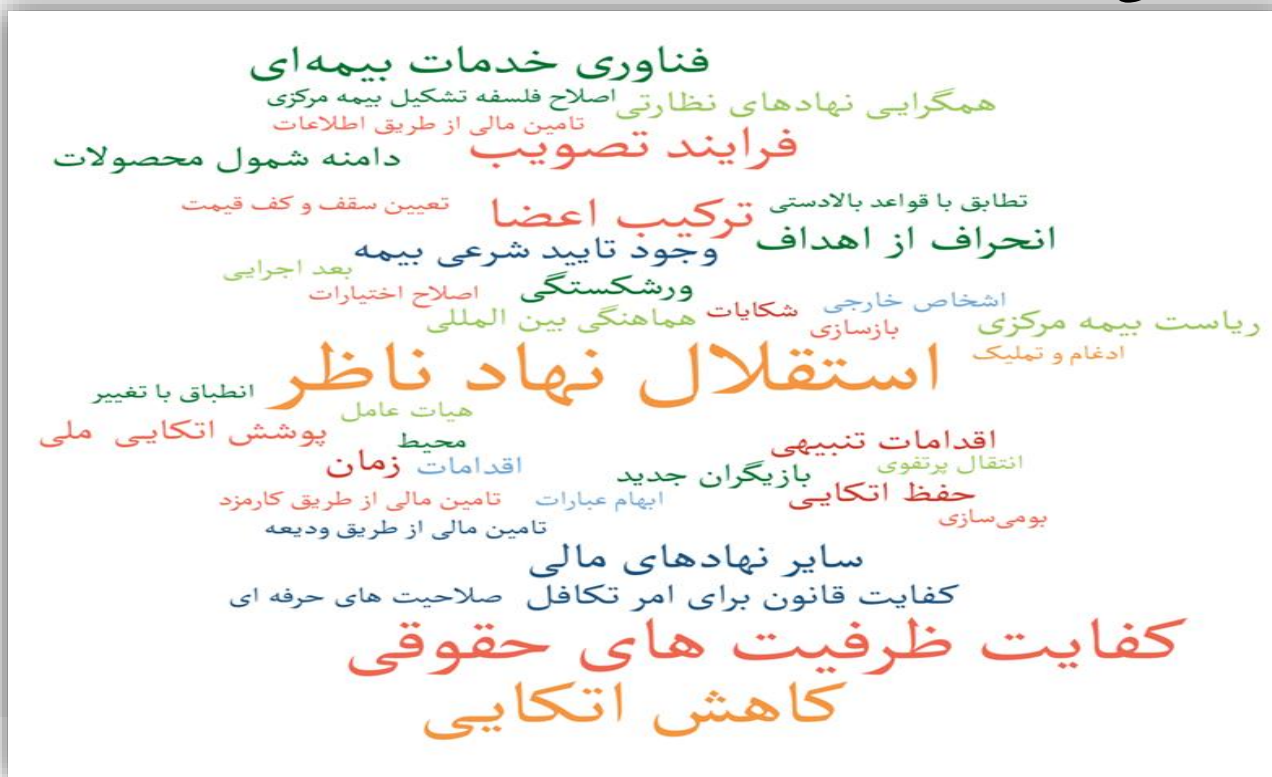 فناوری خدمات بیمه‌ای
همگرایی نهادهای نظارتی اصلاح فلسفه تشکیل بیمه مرکزی
تامین مالی از طریق اطلاعات
فرایند تصویب
دامنه شمول محصولات
تطابق با قواعد بالادستی ترکیب اعضا تعیین سقف و کف قیمت
انحراف از اهداف وجود تایید شرعی بیمه
بعد اجرایی
ورشکستگی اصلاح اختیارات
اشخاص خارجی شکایات هماهنگی بین المللی
ریاست بیمه مرکزی بازسازی
ادغام و تملیک استقلال نهاد ناظر
انطباق با تغییر
هیات عامل
پوشش اتکایی ملی
اقدامات تنبیهی محیط
انتقال پرتفوی بازیگران جدید اقدامات زمان
حفظ اتکایی ابهام عبارات تامین مالی از طریق کارمزد
بومی‌سازی
تامین مالی از طریق ودیعه
سایر نهادهای مالی
کفایت قانون برای امر تکافل صلاحیت های حرفه ای
کفایت ظرفیت های حقوقی
کاهش اتکایی